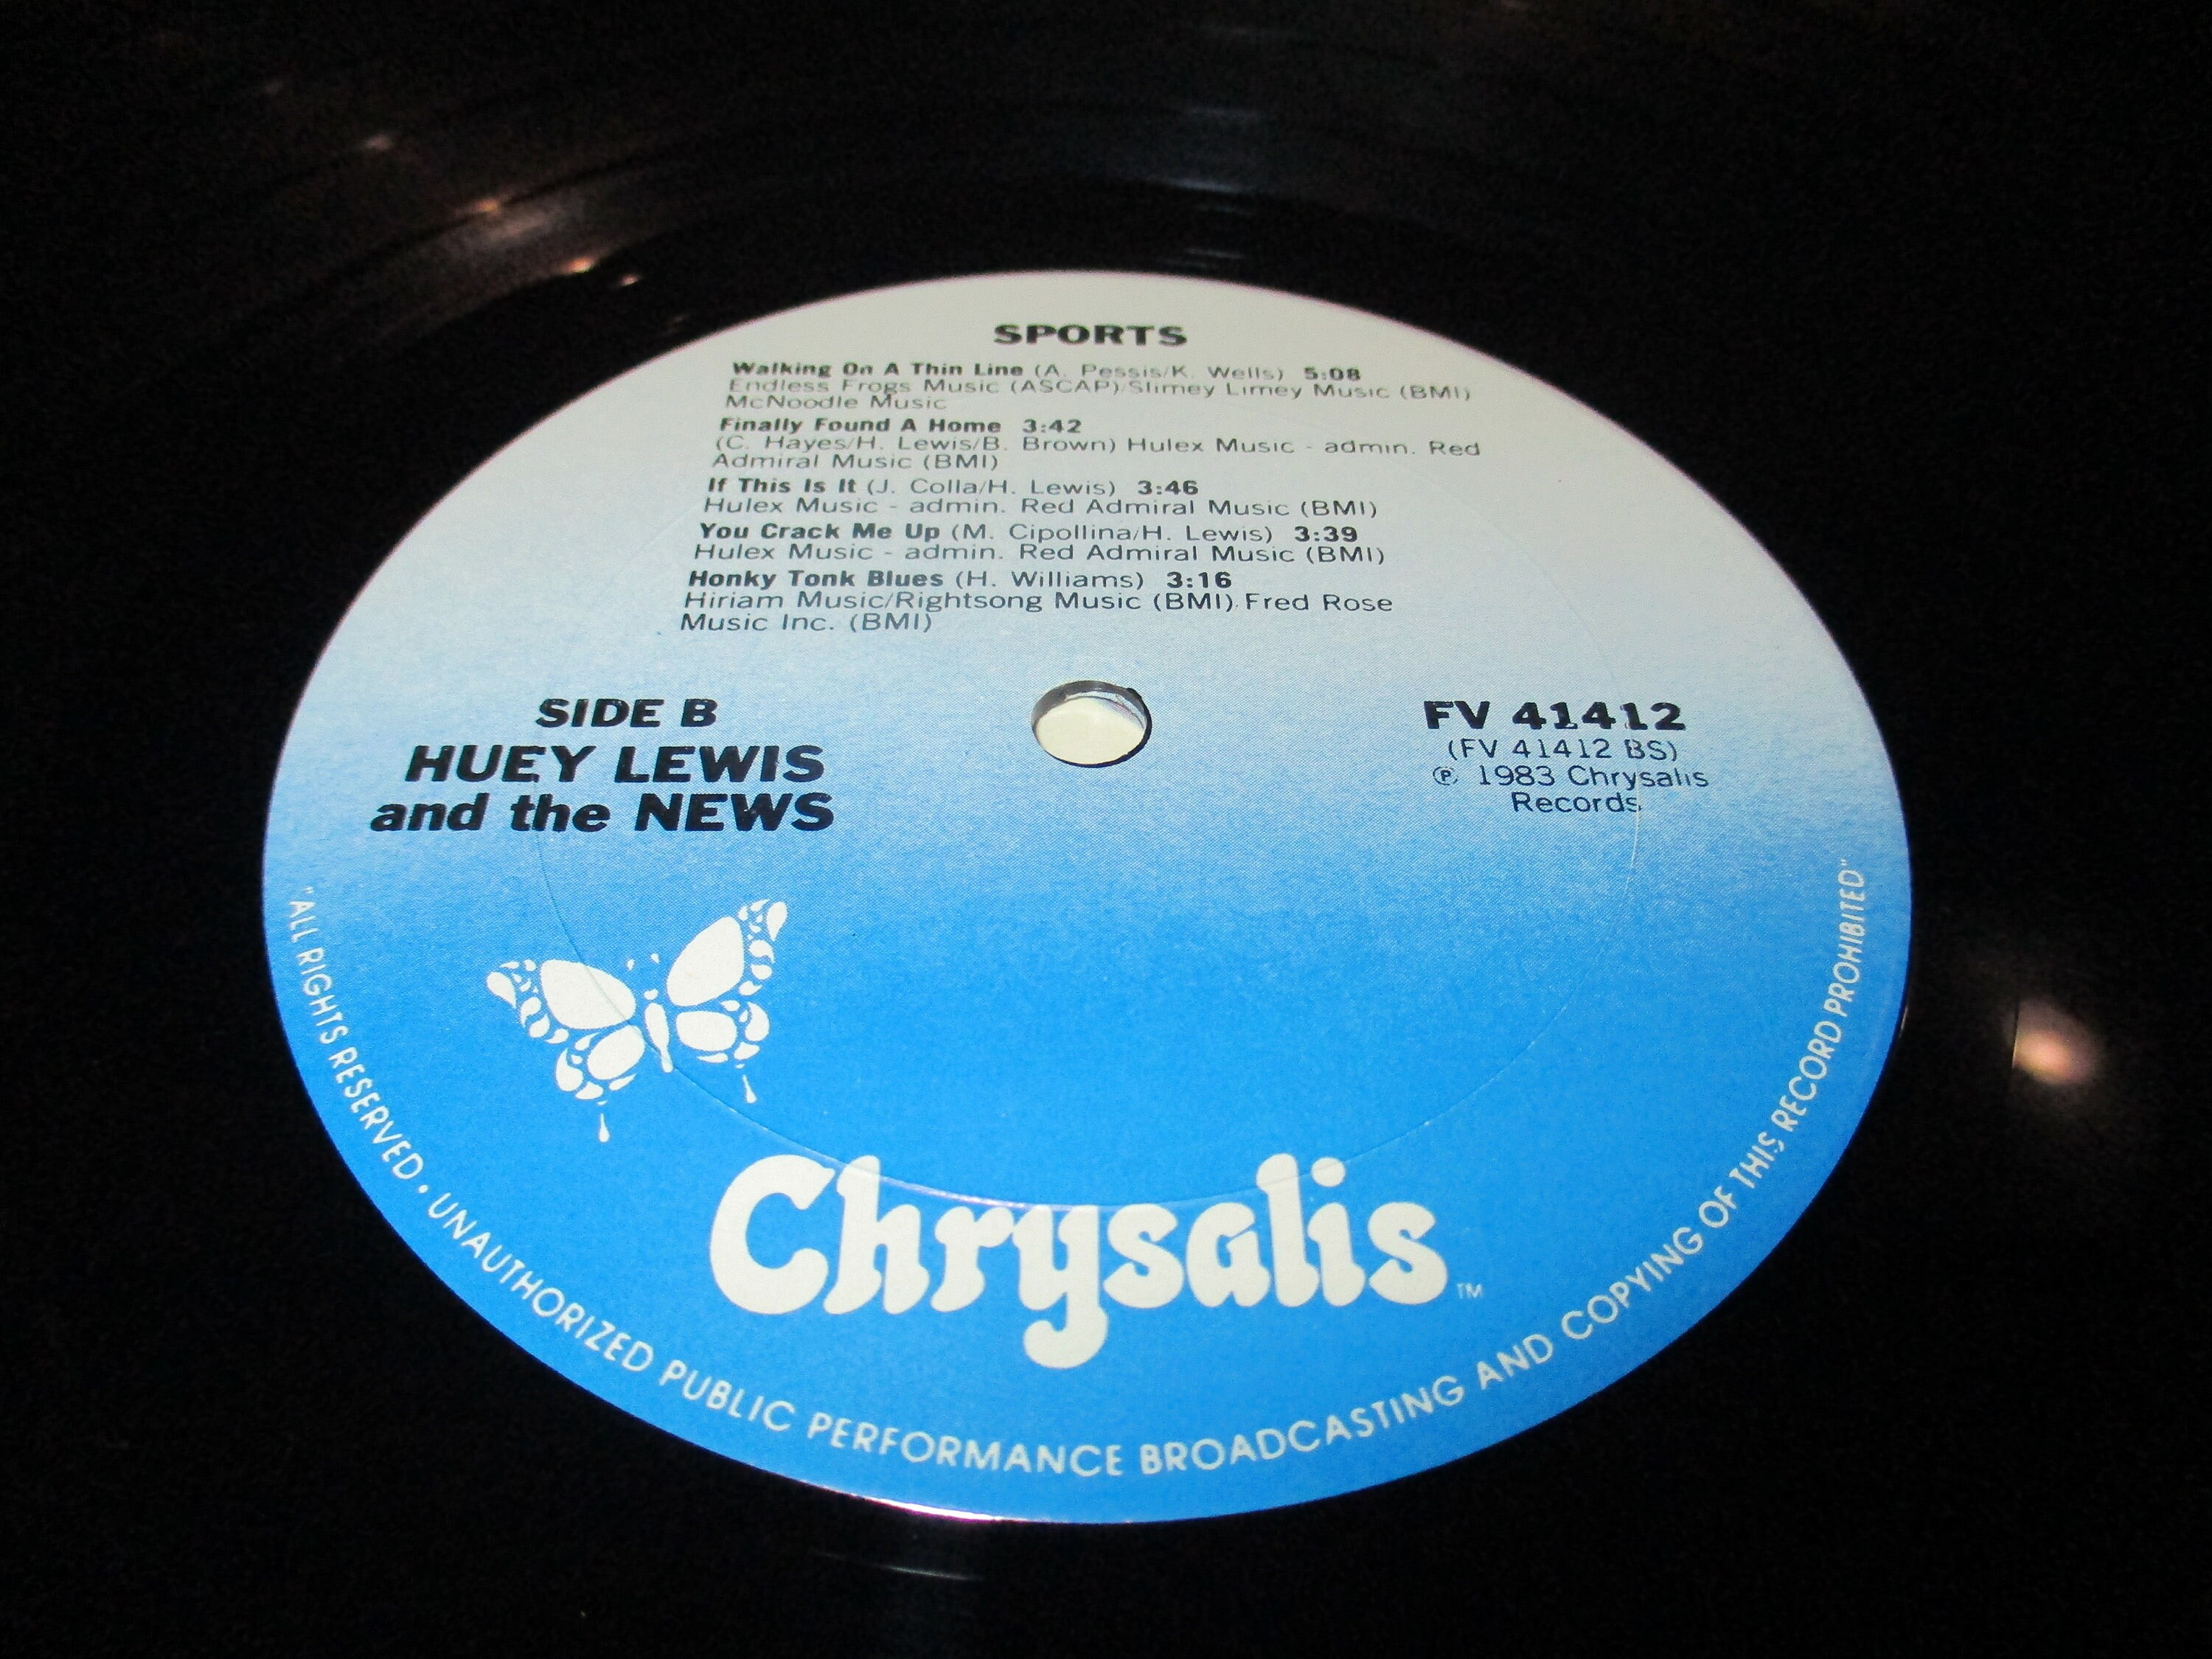 SPORTS
Walking On A Thin Line (A. Pessis/K. Wells) 5:08
Endless Frogs Music (ASCAP)/Slimey Limey Music (BMI)
McNoodle Music
Finally Found A Home 3:42
(C. Hayes/H. Lewis/B. Brown) Hulex Music - admin. Red
Admiral Music (BMI)
If This Is It (J. Colla/H. Lewis) 3:46
Hulex Music - admin. Red Admiral Music (BMI)
You Crack Me Up (M. Cipollina/H. Lewis) 3:39
Hulex Music - admin. Red Admiral Music (BMI)
Honky Tonk Blues (H. Williams) 3:16
Hiriam Music/Rightsong Music (BMI) Fred Rose
Music Inc. (BMI)
SIDE B
HUEY LEWIS
and the NEWS
FV 41412
(FV 41412 BS)
℗ 1983 Chrysalis
Records
Chrysalis™
"ALL RIGHTS RESERVED • UNAUTHORIZED PUBLIC PERFORMANCE BROADCASTING AND COPYING OF THIS RECORD PROHIBITED"